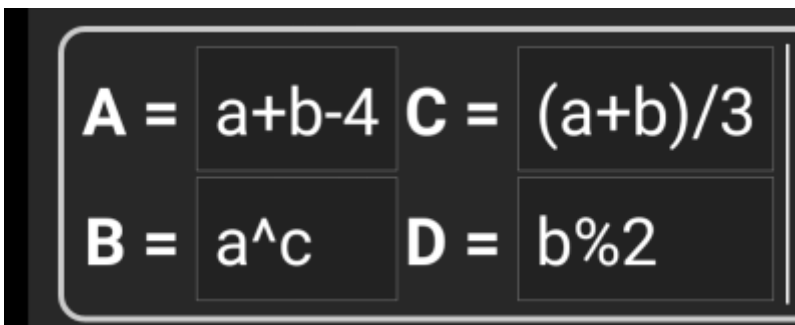 A = a+b-4 C = (a+b)/3
B = a^c D = b%2